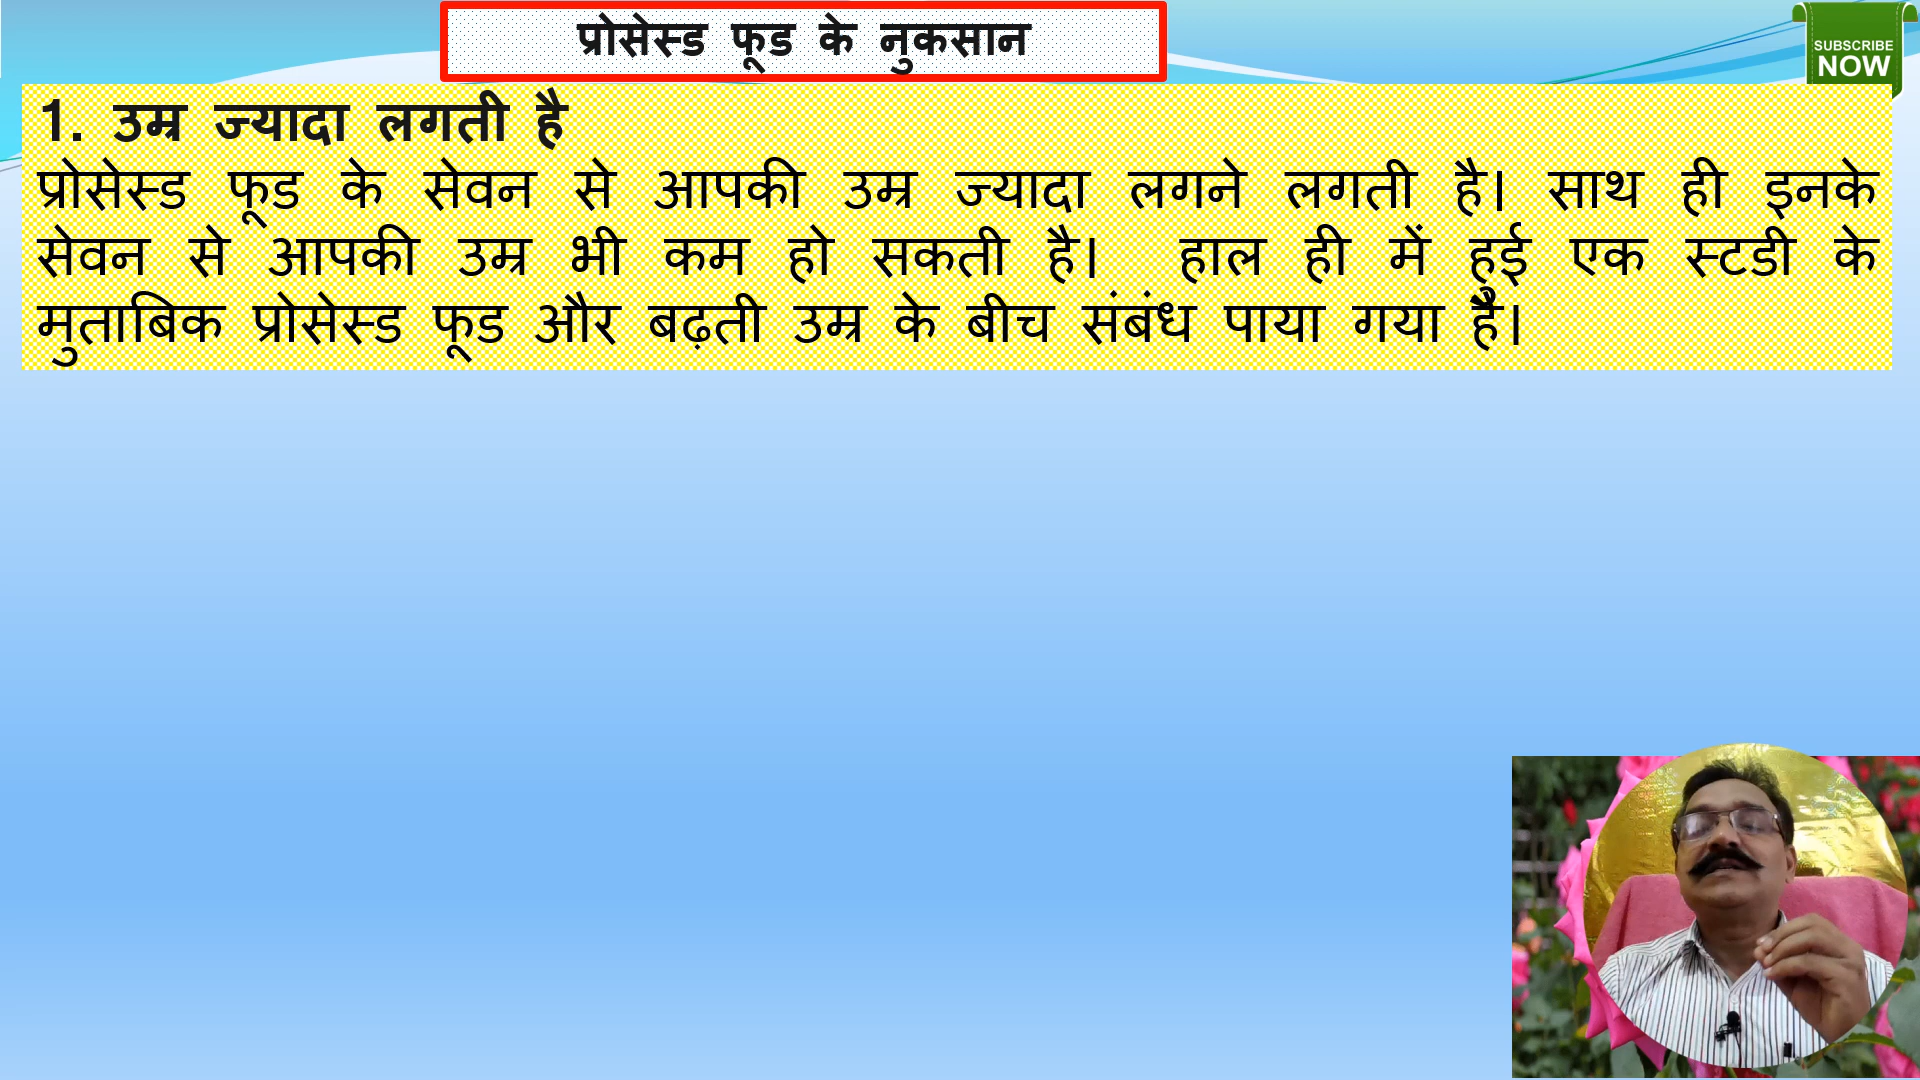 प्रोसेस्ड फूड के नुकसान
SUBSCRIBE
NOW
1. उम्र ज्यादा लगती है
प्रोसेस्ड फूड के सेवन से आपकी उम्र ज्यादा लगने लगती है। साथ ही इनके
सेवन से आपकी उम्र भी कम हो सकती है। हाल ही में हुई एक स्टडी के
मुताबिक प्रोसेस्ड फूड और बढ़ती उम्र के बीच संबंध पाया गया है।